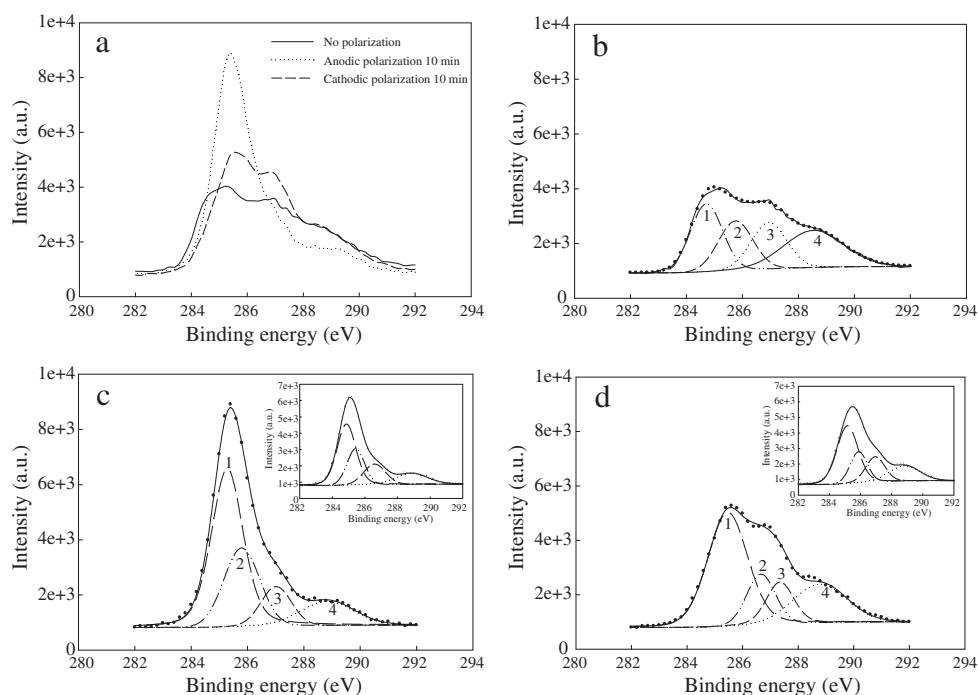 a
No polarization
Anodic polarization 10 min
Cathodic polarization 10 min
Intensity (a.u.)
1e+4
8e+3
6e+3
4e+3
2e+3
0
280 282 284 286 288 290 292 294
Binding energy (eV)
b
Intensity (a.u.)
1e+4
8e+3
6e+3
4e+3
2e+3
0
1 2 3 4
280 282 284 286 288 290 292 294
Binding energy (eV)
c
Intensity (a.u.)
1e+4
8e+3
6e+3
4e+3
2e+3
0
1
2
3
4
280 282 284 286 288 290 292 294
Binding energy (eV)
Intensity (a.u.)
7e+3
6e+3
5e+3
4e+3
3e+3
2e+3
1e+3
0
282 284 286 288 290 292
Binding energy (eV)
d
Intensity (a.u.)
1e+4
8e+3
6e+3
4e+3
2e+3
0
1
2
3
4
280 282 284 286 288 290 292 294
Binding energy (eV)
Intensity (a.u.)
7e+3
6e+3
5e+3
4e+3
3e+3
2e+3
1e+3
0
282 284 286 288 290 292
Binding energy (eV)